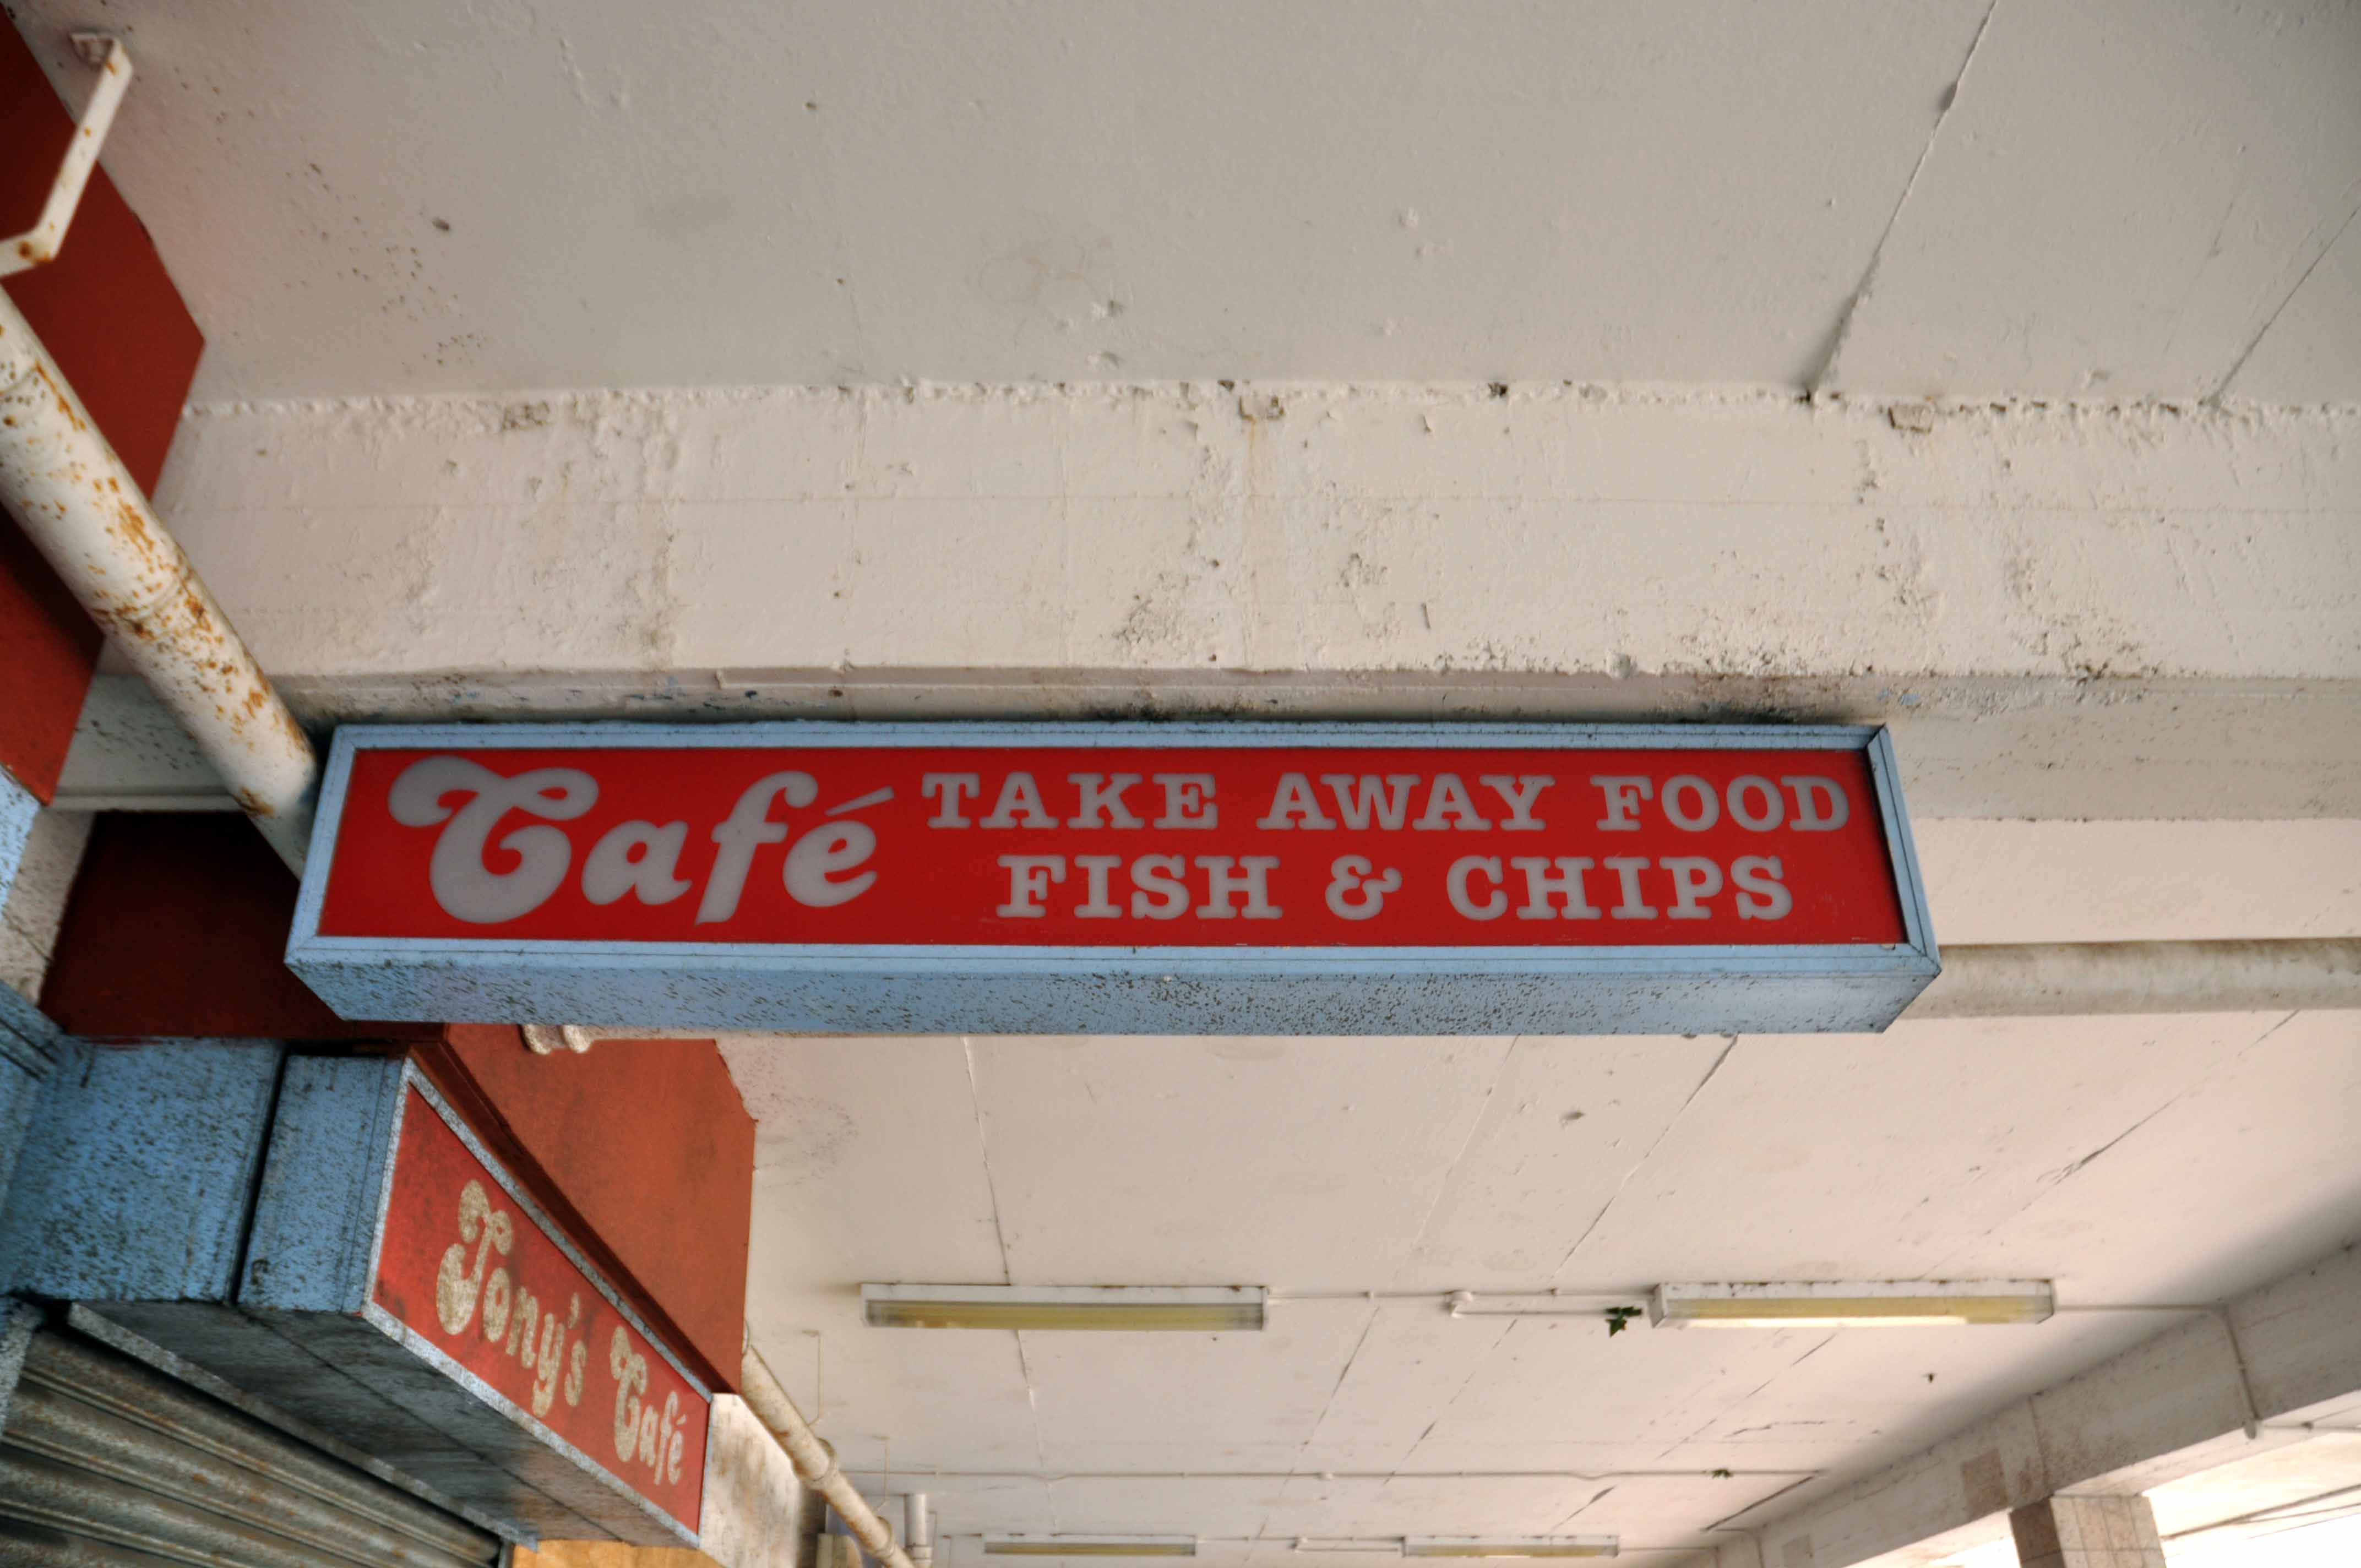 Café
TAKE AWAY FOOD
FISH & CHIPS
Tony's Café